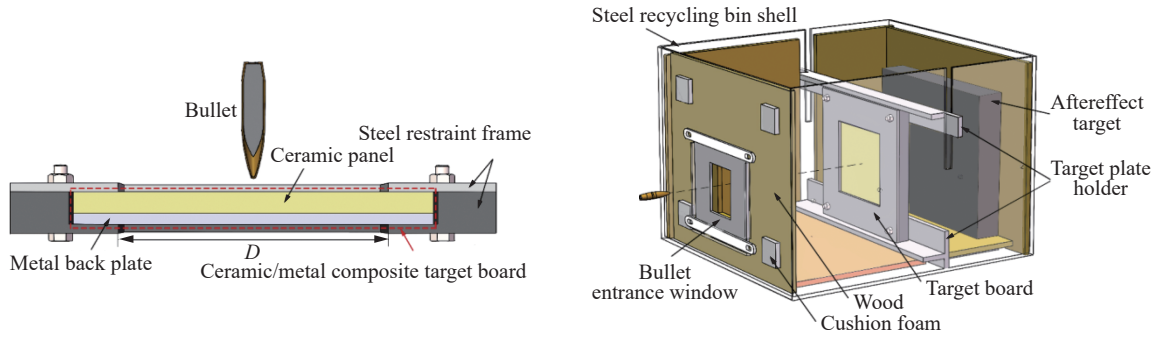 Bullet
Steel restraint frame
Ceramic panel
D
Metal back plate
Ceramic/metal composite target board
Steel recycling bin shell
Aftereffect
target
Target plate
holder
Bullet
entrance window
Target board
Wood
Cushion foam